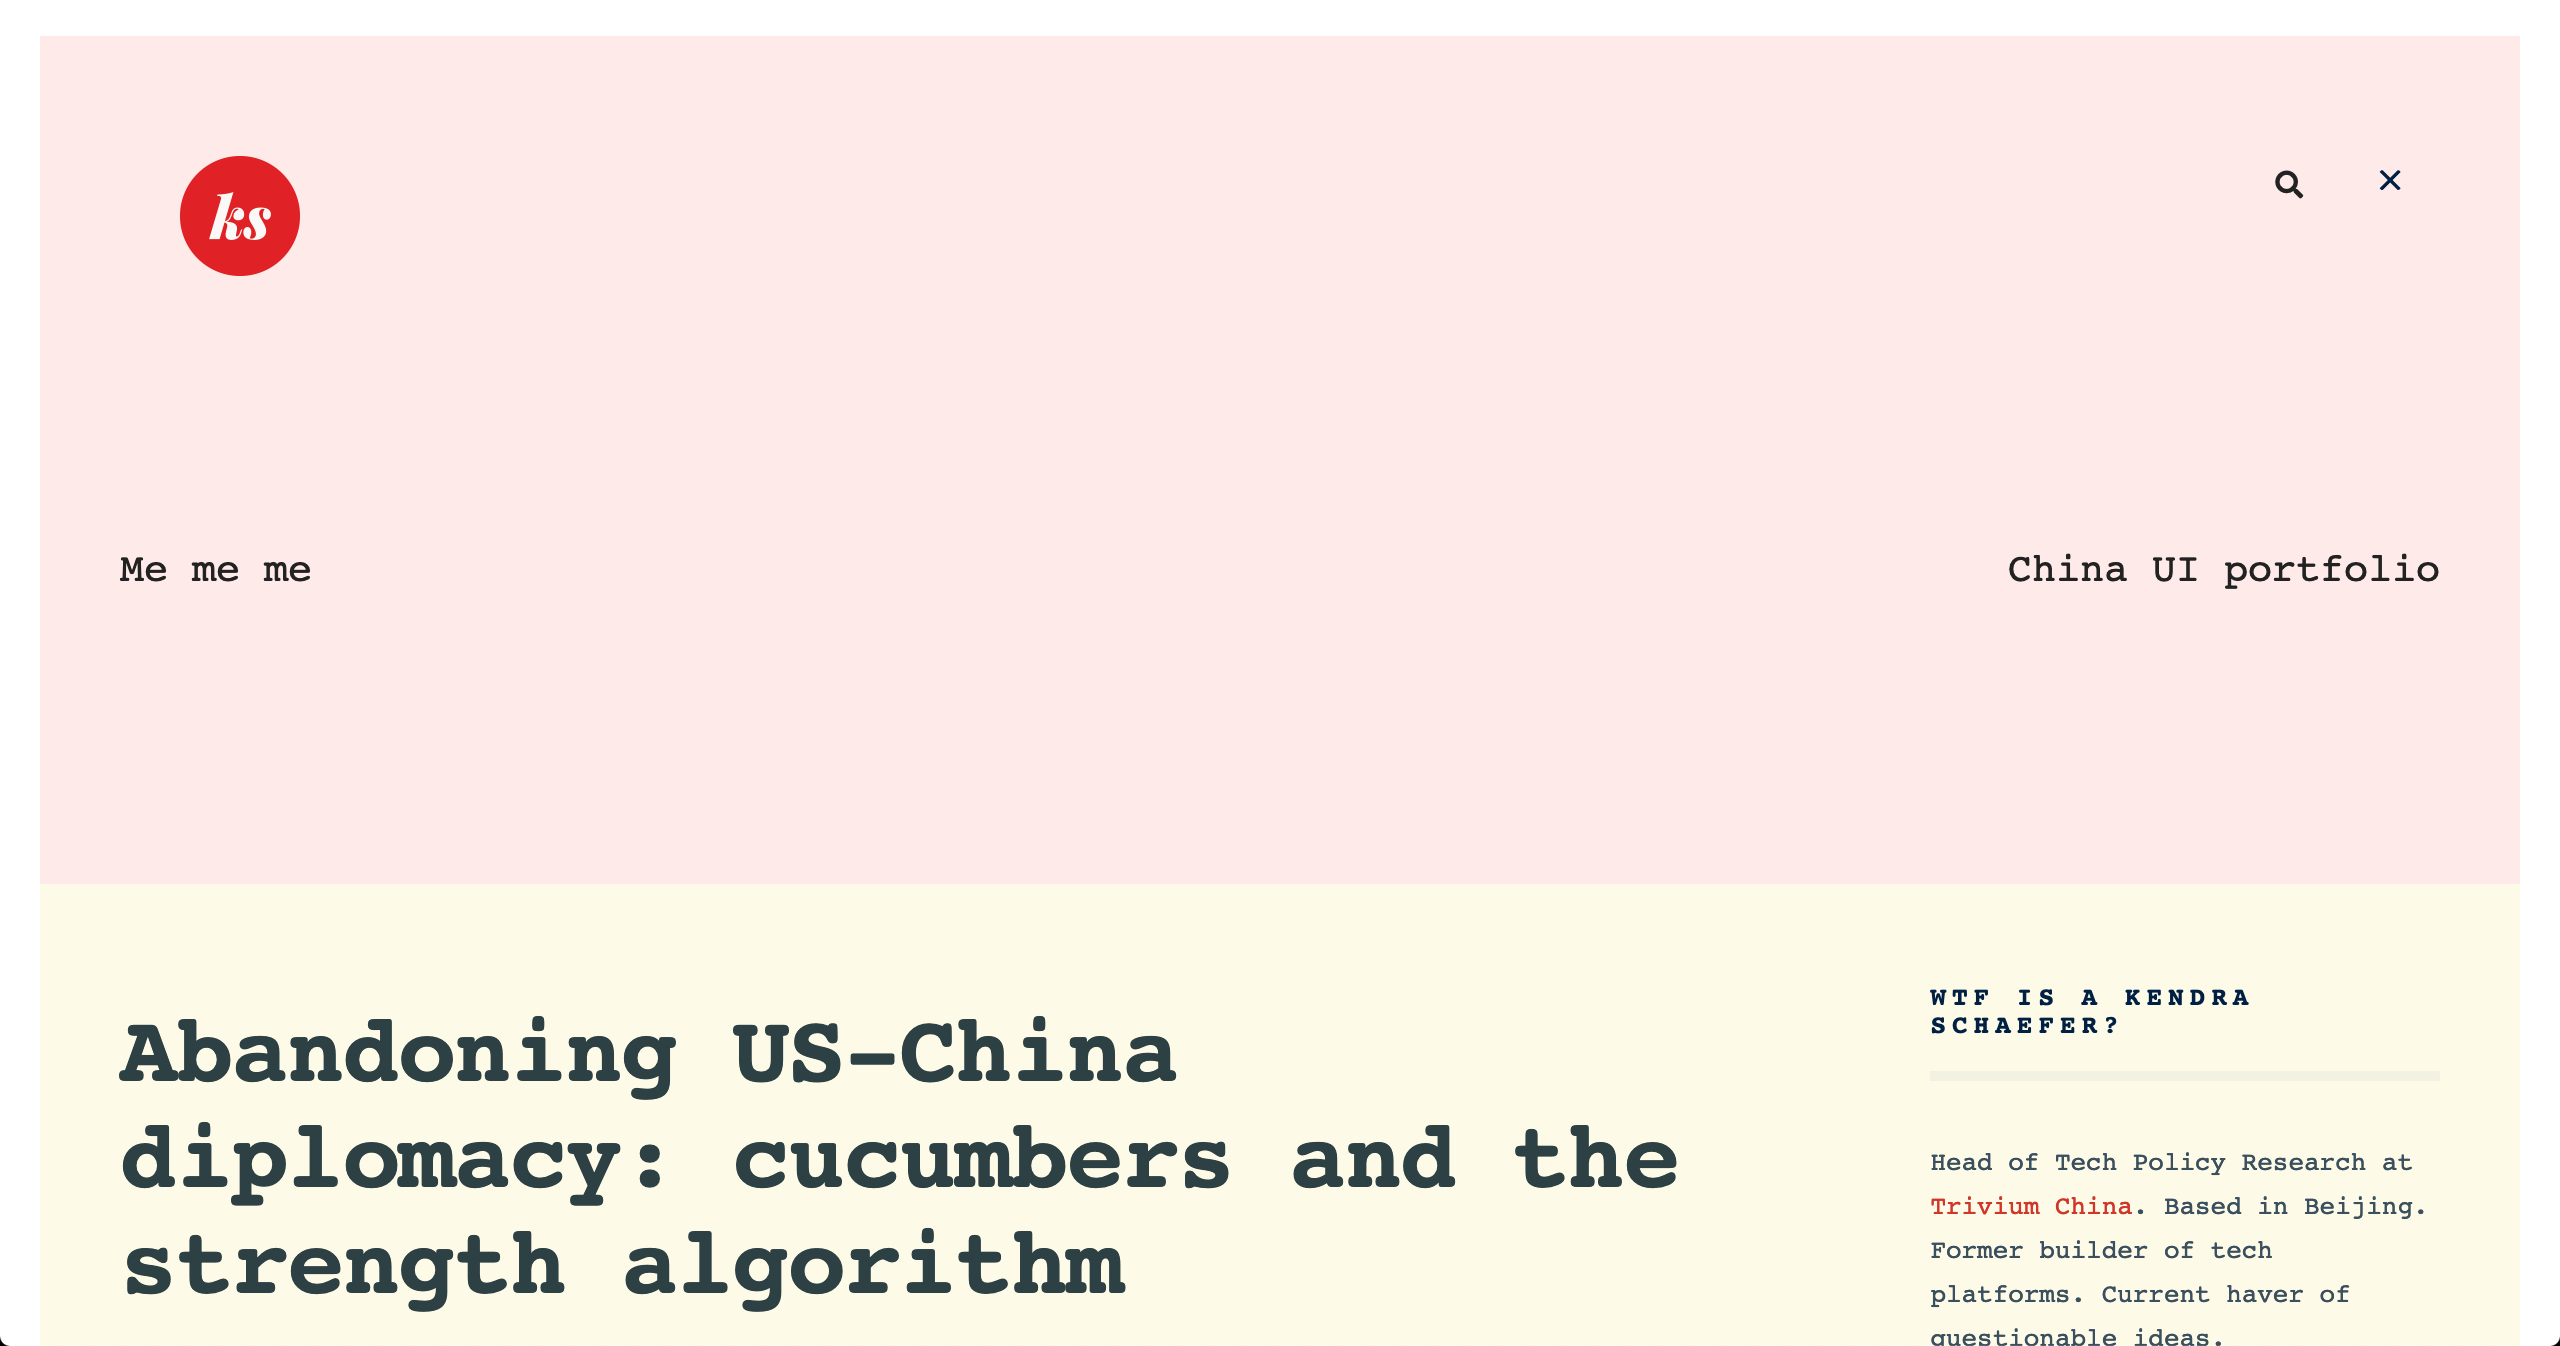 ks
Me me me
China UI portfolio
Abandoning US-China
diplomacy: cucumbers and the
strength algorithm
WTF IS A KENDRA
SCHAEFER?
Head of Tech Policy Research at
Trivium China. Based in Beijing.
Former builder of tech
platforms. Current haver of
questionable ideas.